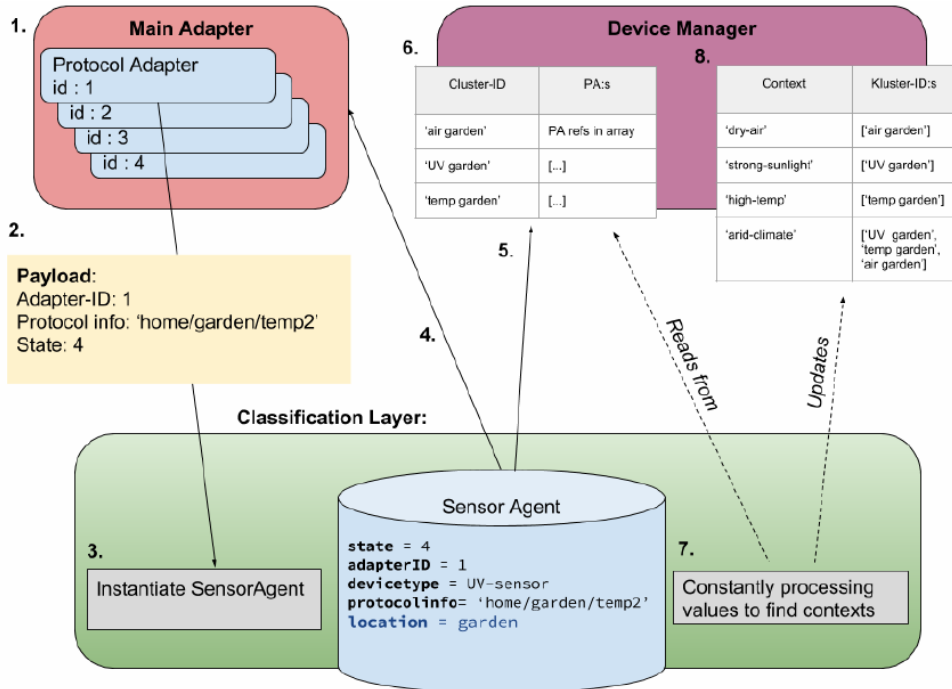 1.
Main Adapter
Protocol Adapter
id : 1
id : 2
id : 3
id : 4
Device Manager
6.
Cluster-ID PA:s
'air garden' PA refs in array
'UV garden' [...]
'temp garden' [...]
8.
Context Kluster-ID:s
'dry-air' ['air garden']
'strong-sunlight' ['UV garden']
'high-temp' ['temp garden']
'arid-climate' ['UV garden',
'temp garden',
'air garden']
2.
Payload:
Adapter-ID: 1
Protocol info: 'home/garden/temp2'
State: 4
4.
5.
Reads from
Updates
Classification Layer:
3.
Instantiate SensorAgent
Sensor Agent
state = 4
adapterID = 1
devicetype = UV-sensor
protocolinfo= 'home/garden/temp2'
location = garden
7.
Constantly processing
values to find contexts